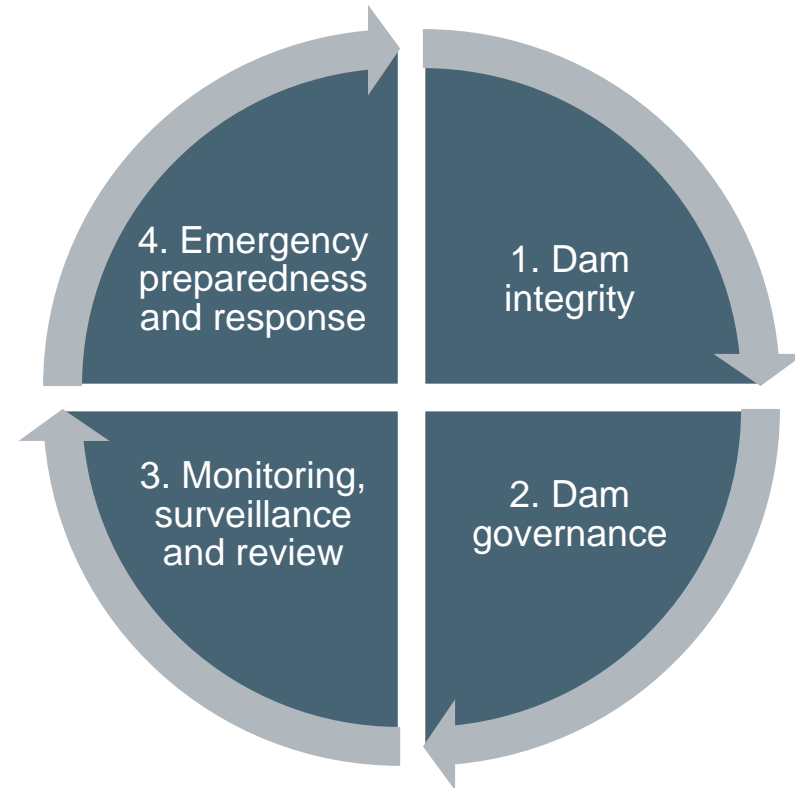 4. Emergency
preparedness
and response
1. Dam
integrity
3. Monitoring,
surveillance
and review
2. Dam
governance